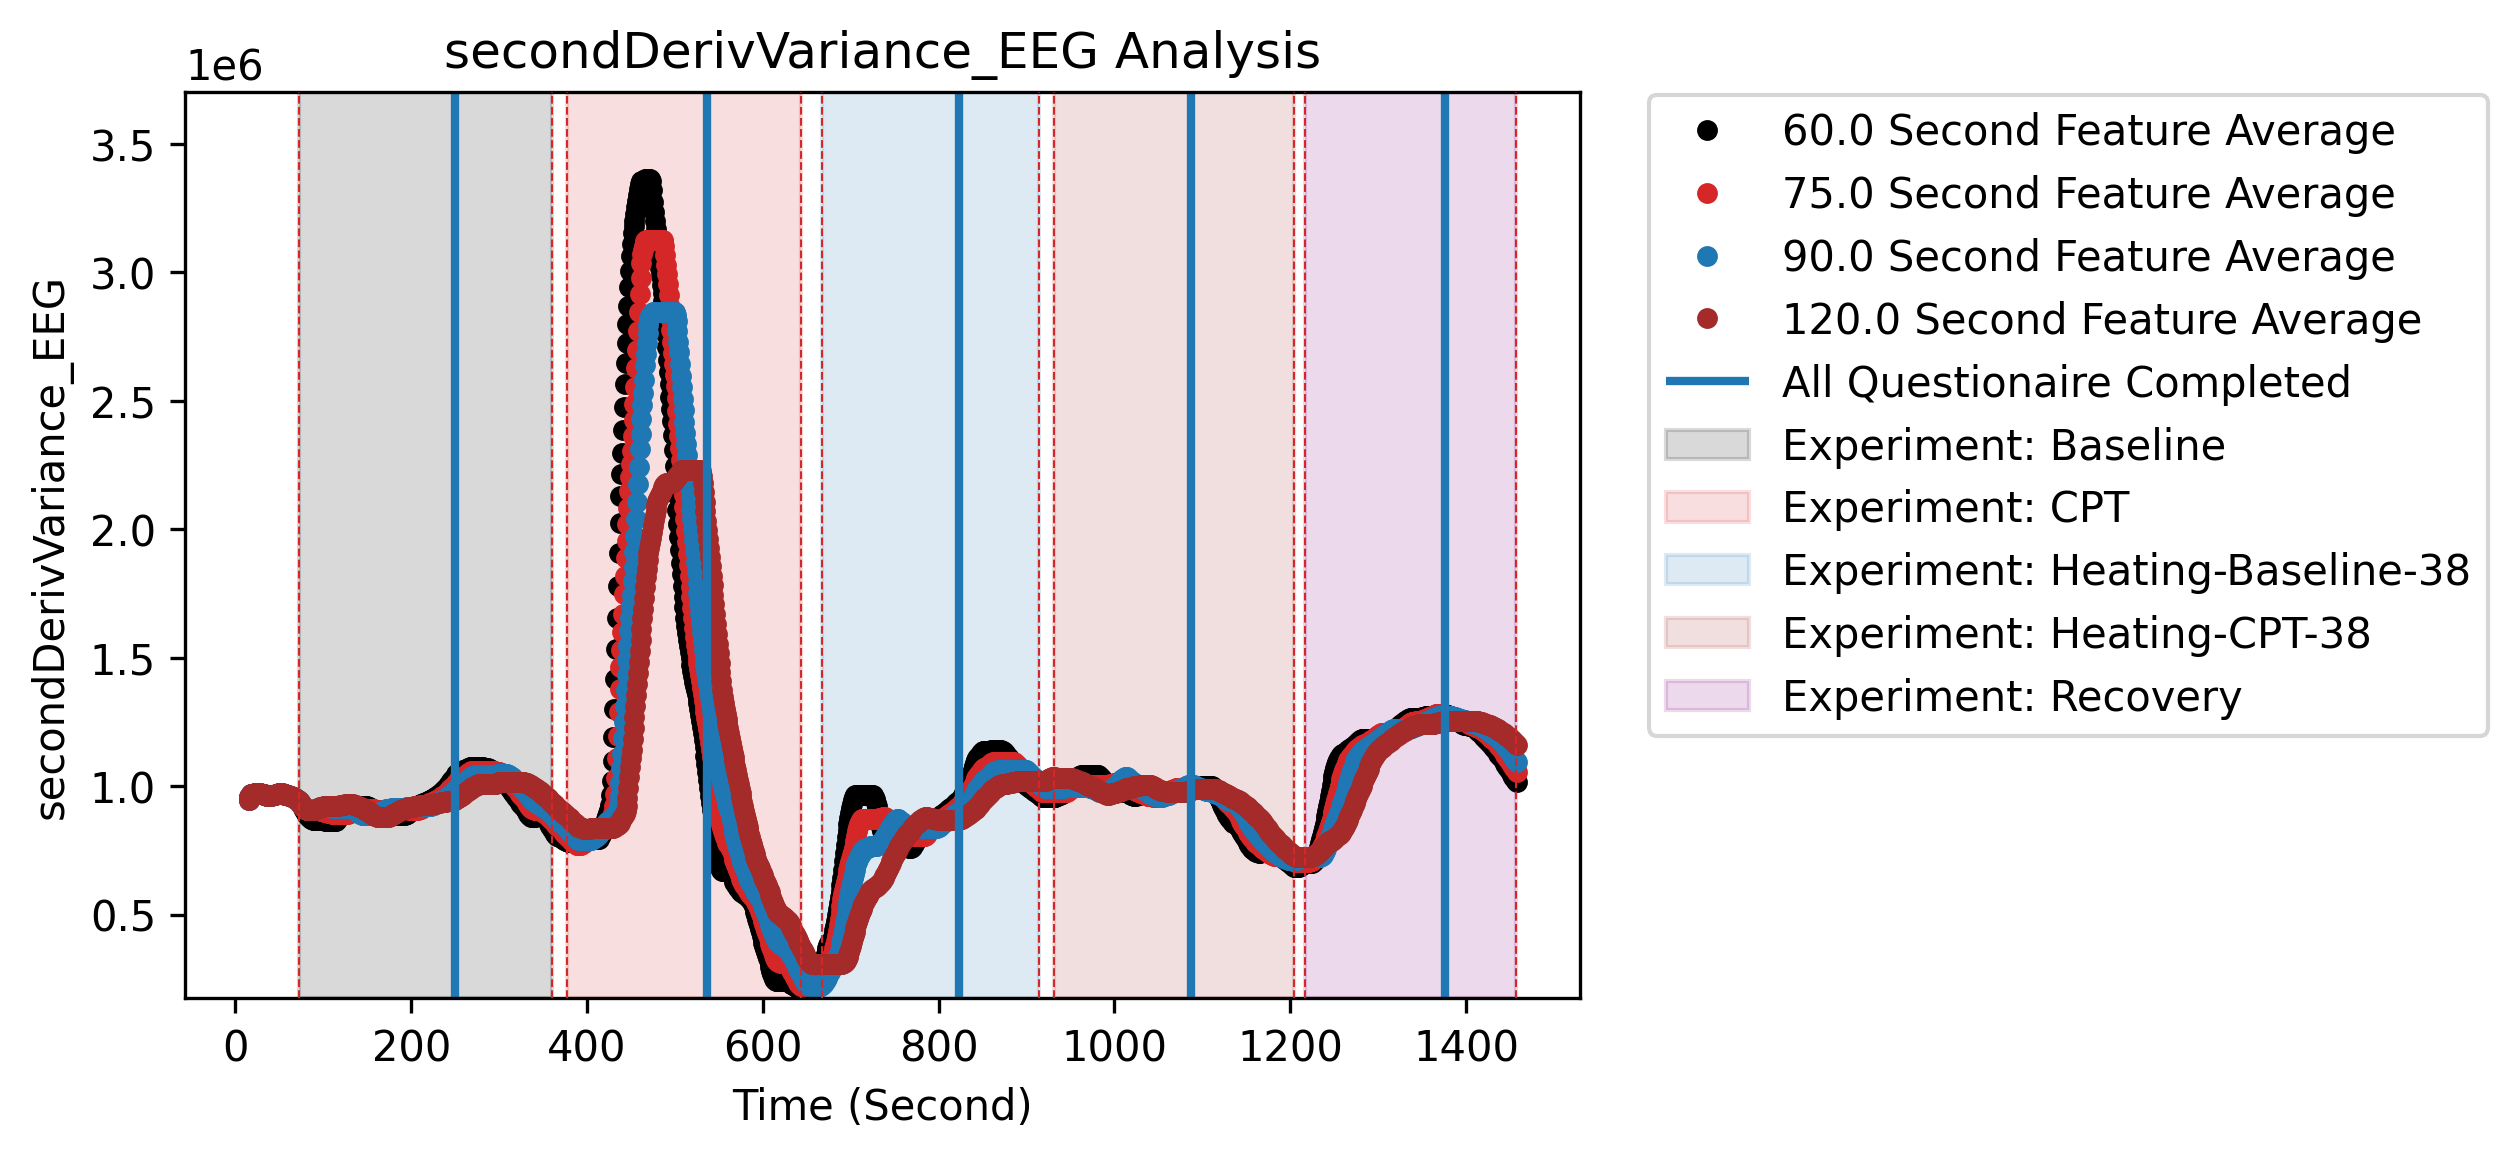 secondDerivVariance_EEG Analysis
1e6
3.5
3.0
2.5
2.0
1.5
1.0
0.5
secondDerivVariance_EEG
0 200 400 600 800 1000 1200 1400
Time (Second)
60.0 Second Feature Average
75.0 Second Feature Average
90.0 Second Feature Average
120.0 Second Feature Average
All Questionaire Completed
Experiment: Baseline
Experiment: CPT
Experiment: Heating-Baseline-38
Experiment: Heating-CPT-38
Experiment: Recovery